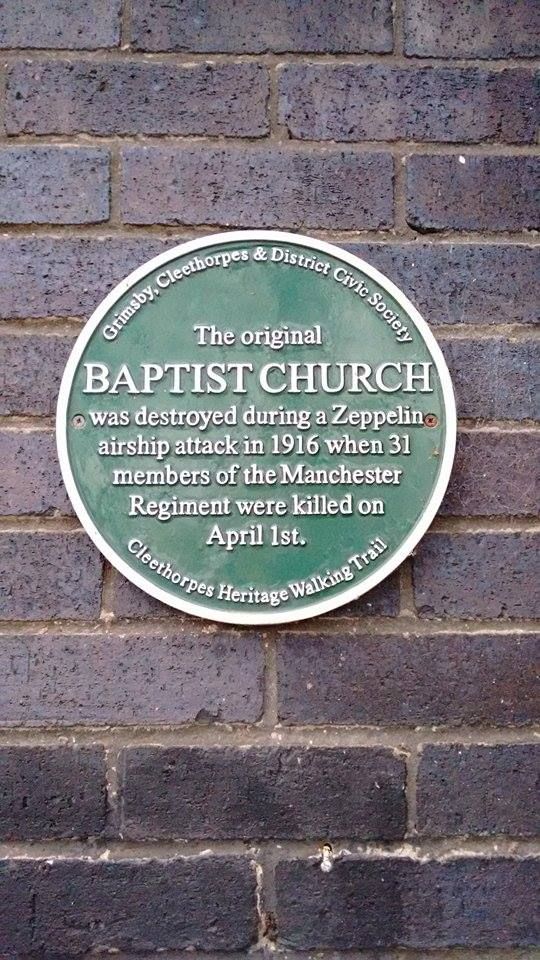 Grimsby, Cleethorpes & District Civic Society
The original
BAPTIST CHURCH
was destroyed during a Zeppelin
airship attack in 1916 when 31
members of the Manchester
Regiment were killed on
April 1st.
Cleethorpes Heritage Walking Trail